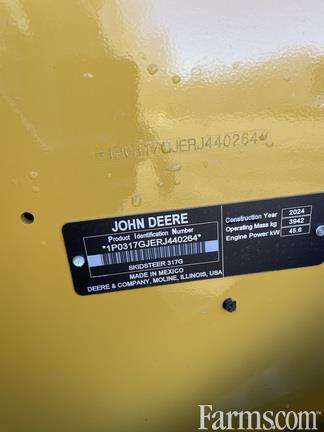 *1P0317GJERJ440264*
JOHN DEERE
Product Identification Number
*1P0317GJERJ440264*
SKIDSTEER 317G
MADE IN MEXICO
DEERE & COMPANY, MOLINE, ILLINOIS, USA
Construction Year 2024
Operating Mass kg 3942
Engine Power kW 45.6
Farms.com®